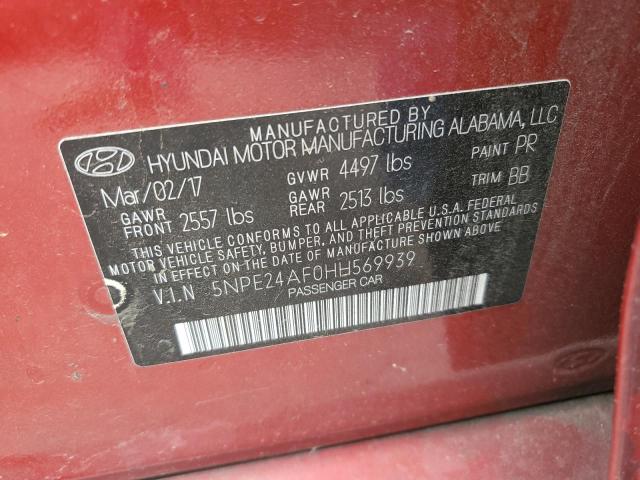 MANUFACTURED BY
HYUNDAI MOTOR MANUFACTURING ALABAMA, LLC
Mar/02/17 GVWR 4497 lbs PAINT PR
GAWR FRONT 2557 lbs GAWR REAR 2513 lbs TRIM BB
THIS VEHICLE CONFORMS TO ALL APPLICABLE U.S.A. FEDERAL
MOTOR VEHICLE SAFETY, BUMPER, AND THEFT PREVENTION STANDARDS
IN EFFECT ON THE DATE OF MANUFACTURE SHOWN ABOVE.
V.I.N 5NPE24AF0HH569939
PASSENGER CAR